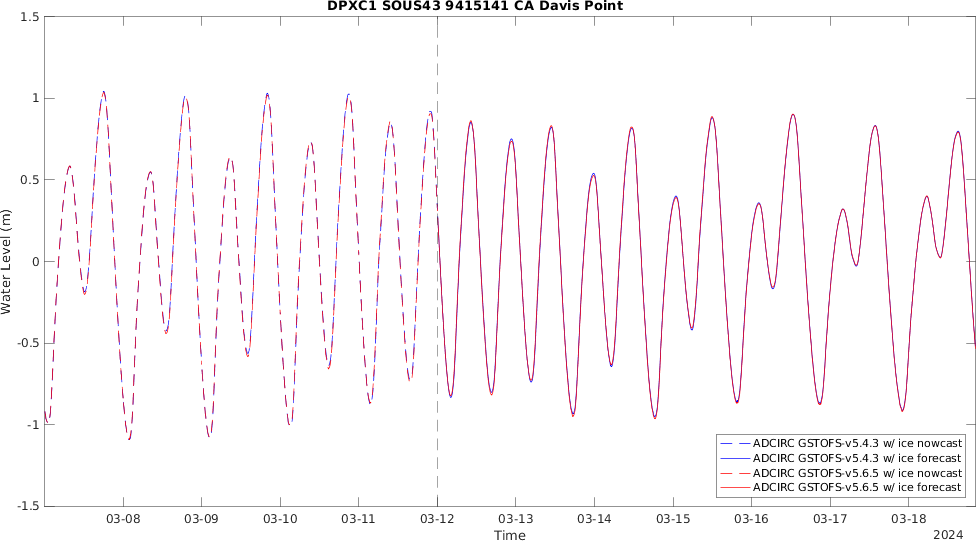 DPXC1 SOUS43 9415141 CA Davis Point
1.5
1
0.5
0
-0.5
-1
-1.5
Water Level (m)
ADCIRC GSTOFS-v5.4.3 w/ ice nowcast
ADCIRC GSTOFS-v5.4.3 w/ ice forecast
ADCIRC GSTOFS-v5.6.5 w/ ice nowcast
ADCIRC GSTOFS-v5.6.5 w/ ice forecast
03-08 03-09 03-10 03-11 03-12 03-13 03-14 03-15 03-16 03-17 03-18
Time
2024